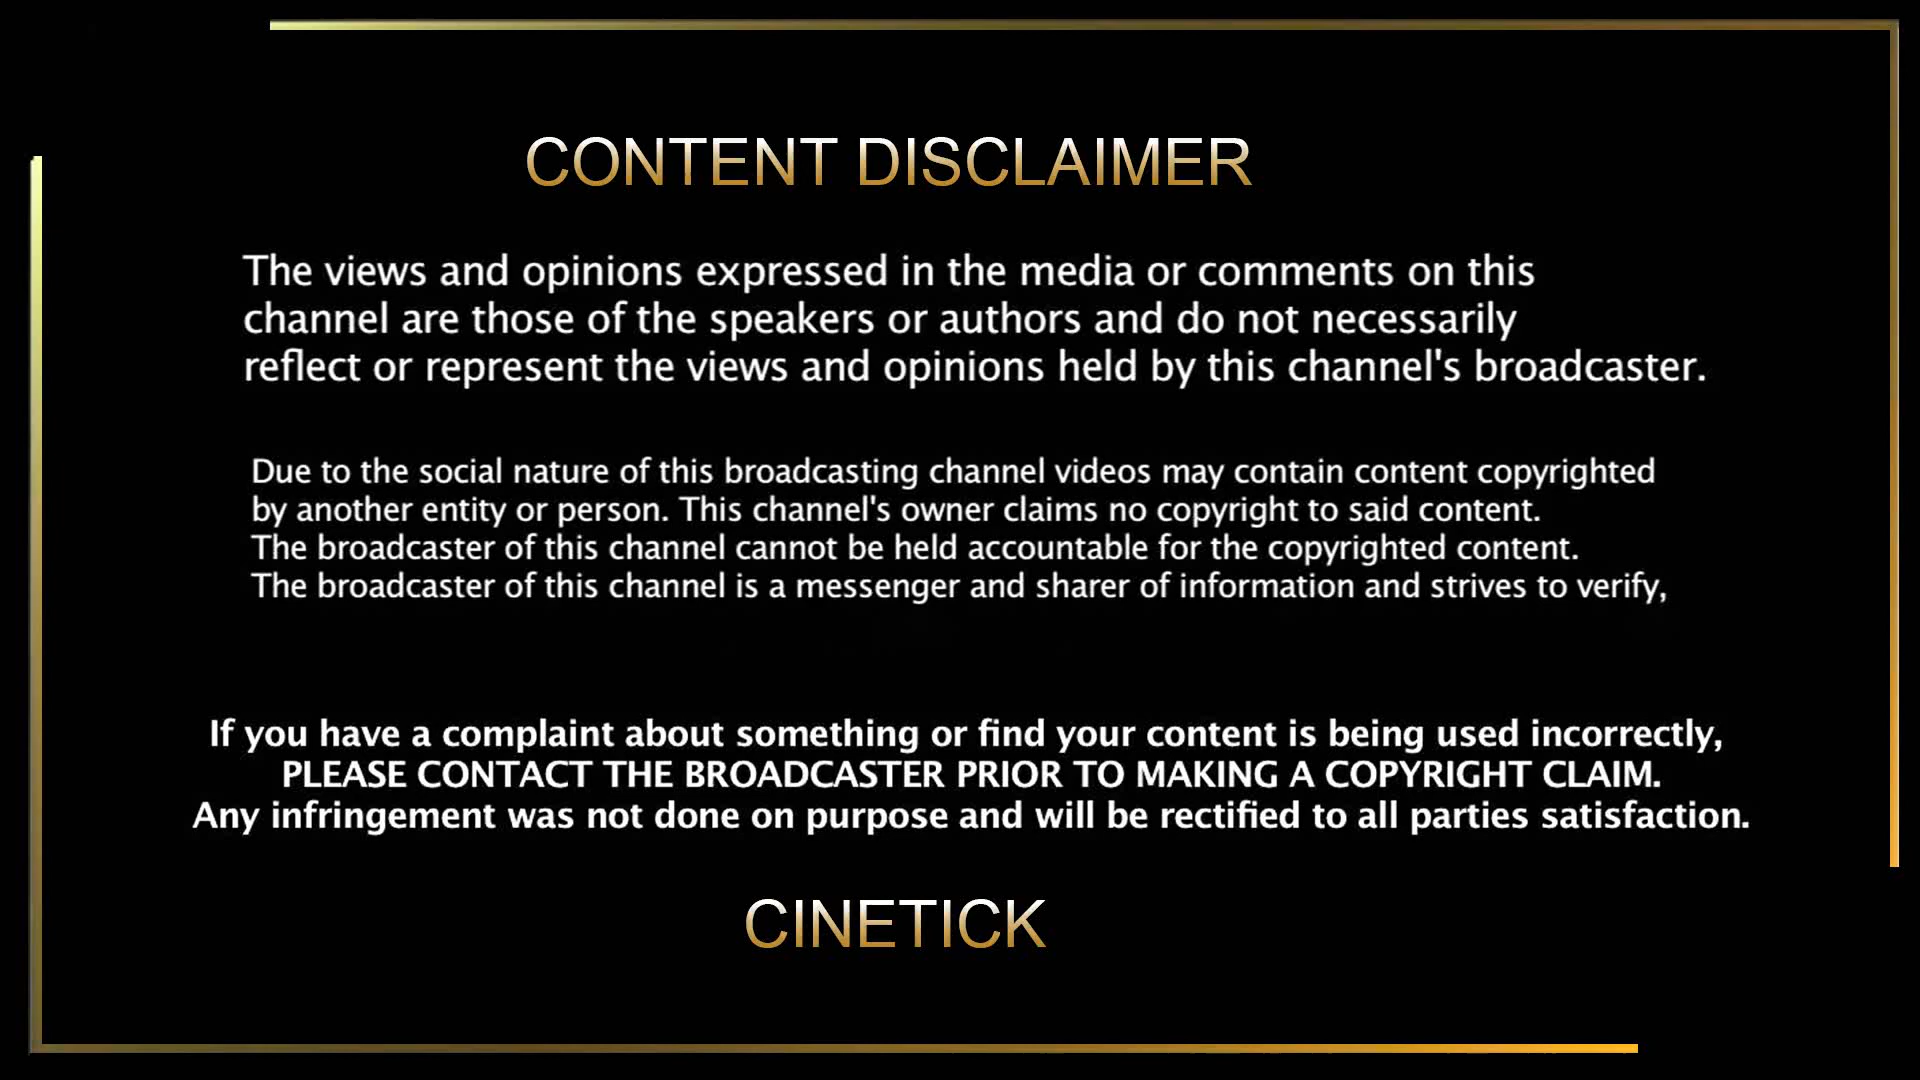 CONTENT DISCLAIMER
The views and opinions expressed in the media or comments on this
channel are those of the speakers or authors and do not necessarily
reflect or represent the views and opinions held by this channel's broadcaster.
Due to the social nature of this broadcasting channel videos may contain content copyrighted
by another entity or person. This channel's owner claims no copyright to said content.
The broadcaster of this channel cannot be held accountable for the copyrighted content.
The broadcaster of this channel is a messenger and sharer of information and strives to verify,
If you have a complaint about something or find your content is being used incorrectly,
PLEASE CONTACT THE BROADCASTER PRIOR TO MAKING A COPYRIGHT CLAIM.
Any infringement was not done on purpose and will be rectified to all parties satisfaction.
CINETICK